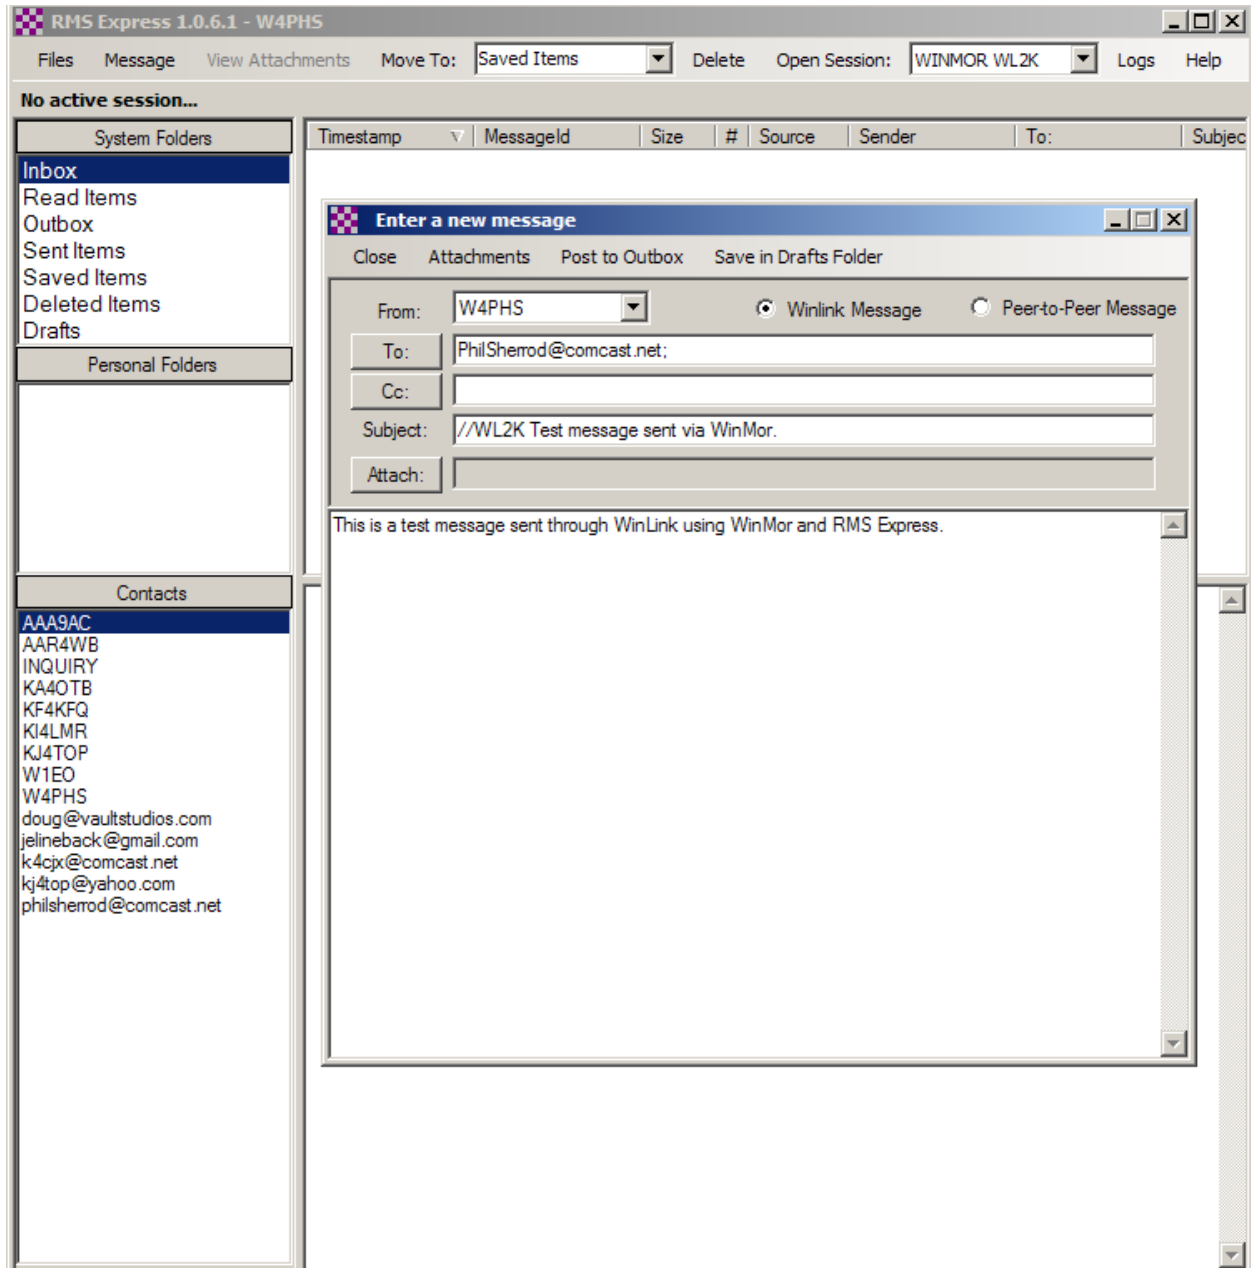 RMS Express 1.0.6.1 - W4PHS
Files Message View Attachments Move To: Saved Items Delete Open Session: WINMOR WL2K Logs Help
No active session...
System Folders
Inbox
Read Items
Outbox
Sent Items
Saved Items
Deleted Items
Drafts
Personal Folders
Contacts
AAA9AC
AAR4WB
INQUIRY
KA4OTB
KF4KFQ
KI4LMR
KJ4TOP
W1EO
W4PHS
doug@vaultstudios.com
jelineback@gmail.com
k4cjx@comcast.net
kj4top@yahoo.com
philsherrod@comcast.net
Timestamp MessageId Size # Source Sender To: Subjec
Enter a new message
Close Attachments Post to Outbox Save in Drafts Folder
From: W4PHS Winlink Message Peer-to-Peer Message
To: PhilSherrod@comcast.net;
Cc:
Subject: //WL2K Test message sent via WinMor.
Attach:
This is a test message sent through WinLink using WinMor and RMS Express.